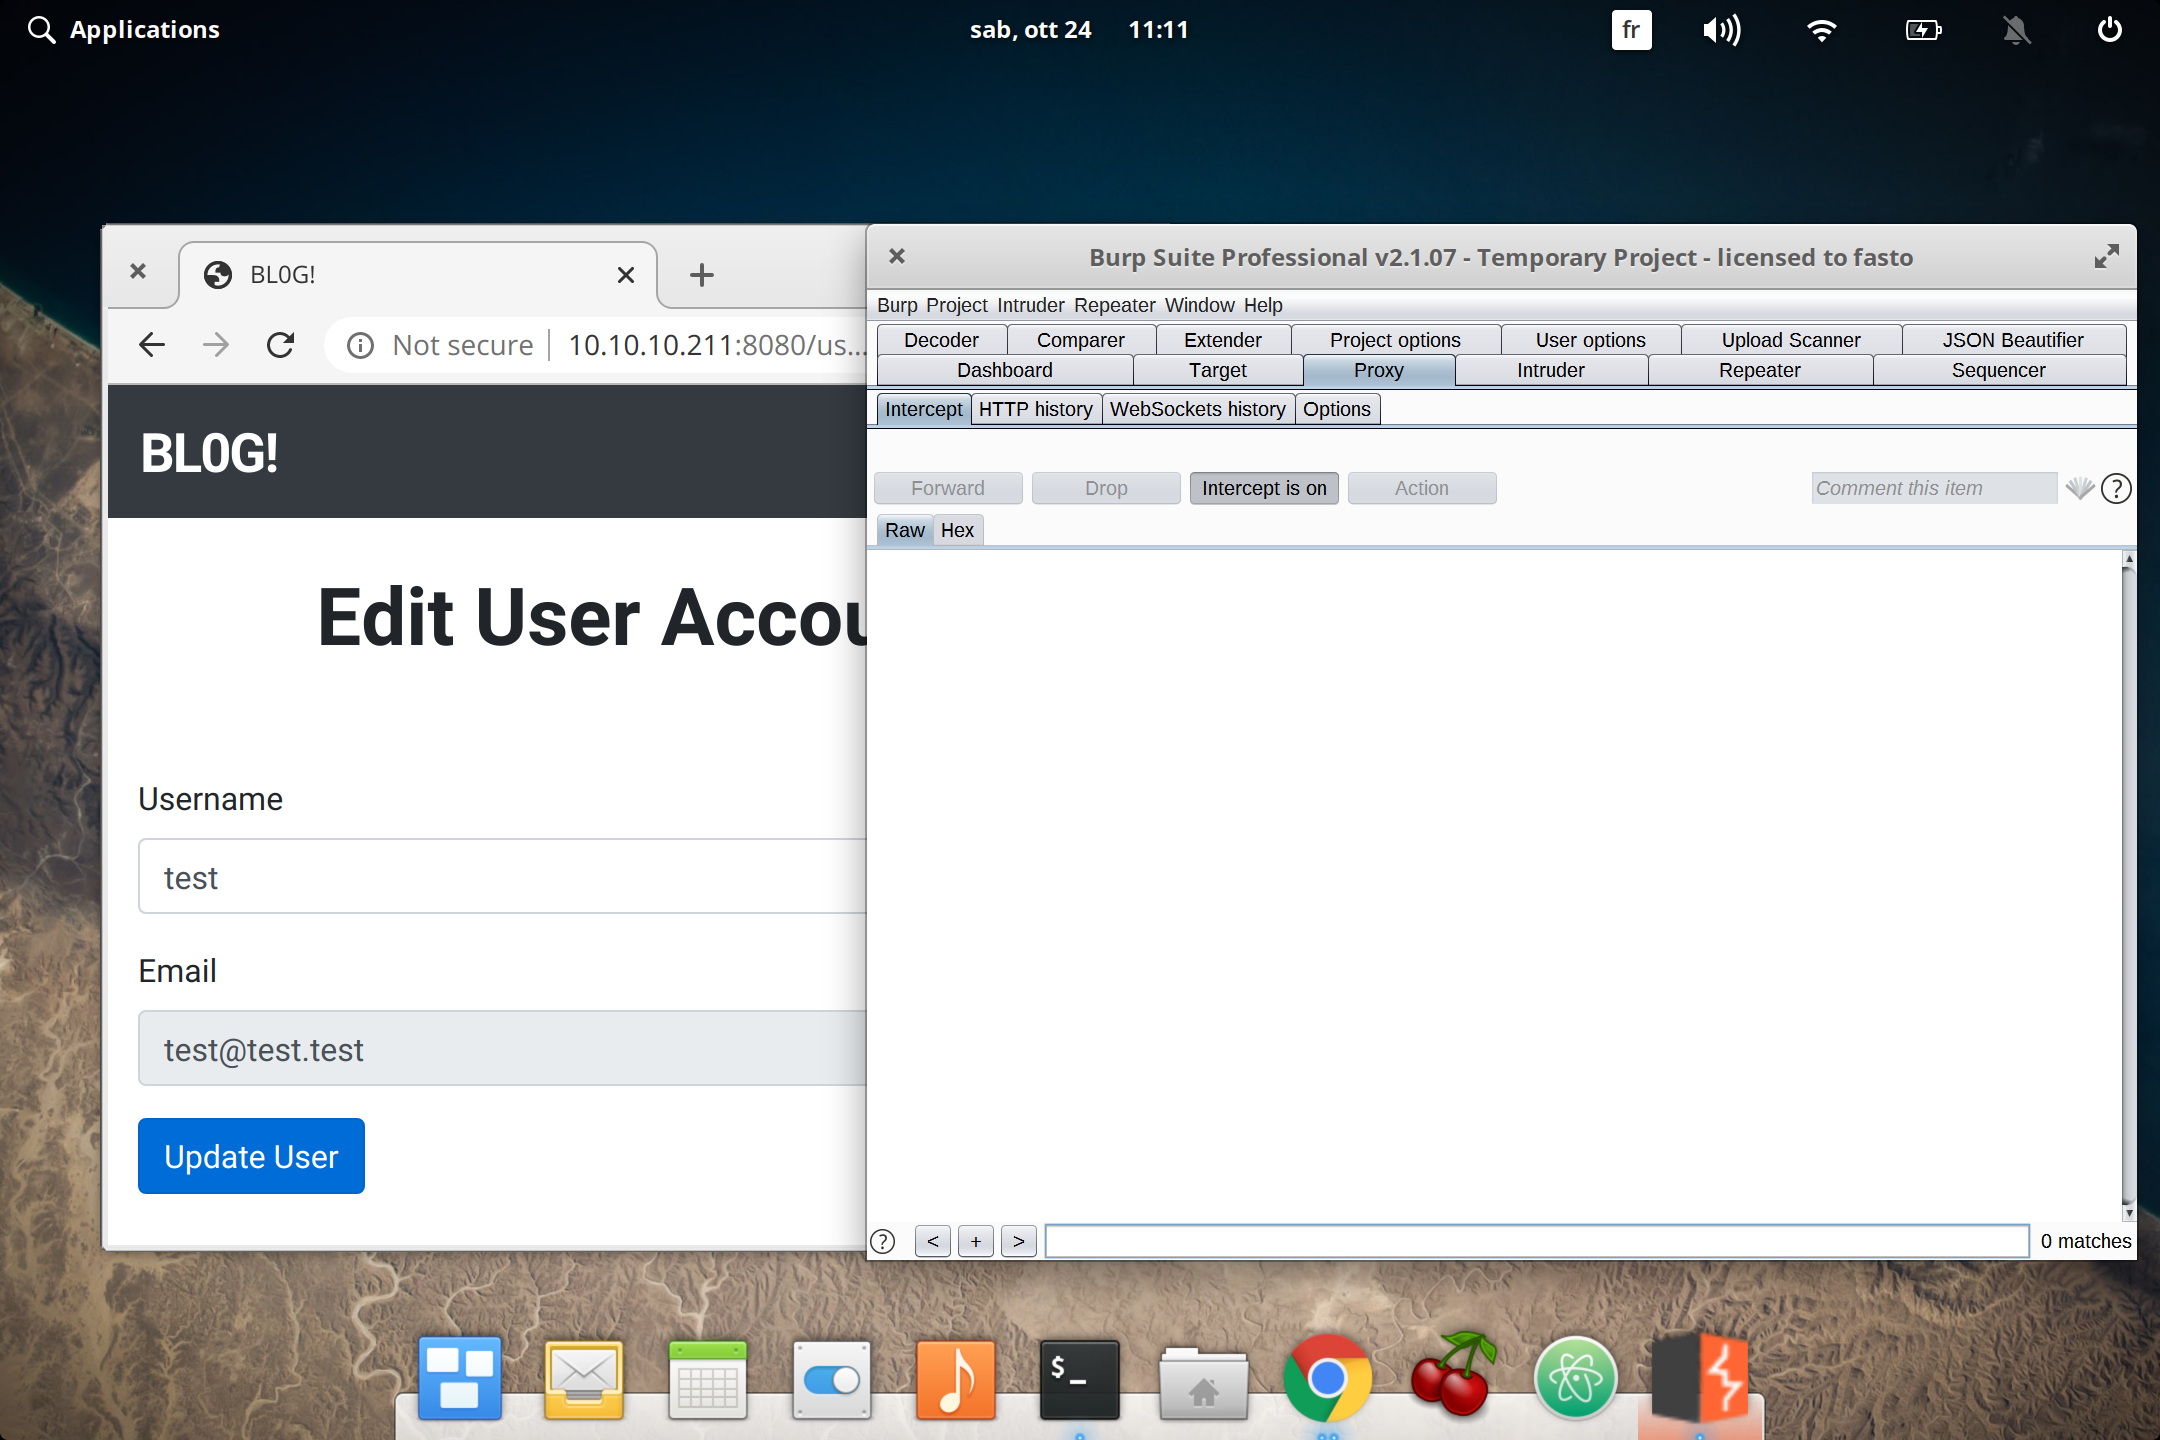 Applications
sab, ott 24 11:11
fr
BL0G!
Not secure
10.10.10.211:8080/us...
BL0G!
Edit User Accou
Username
test
Email
test@test.test
Update User
Burp Suite Professional v2.1.07 - Temporary Project - licensed to fasto
Burp Project Intruder Repeater Window Help
Decoder Comparer Extender Project options User options Upload Scanner JSON Beautifier
Dashboard Target Proxy Intruder Repeater Sequencer
Intercept HTTP history WebSockets history Options
Forward Drop Intercept is on Action Comment this item ?
Raw Hex
? < + > 0 matches
$_